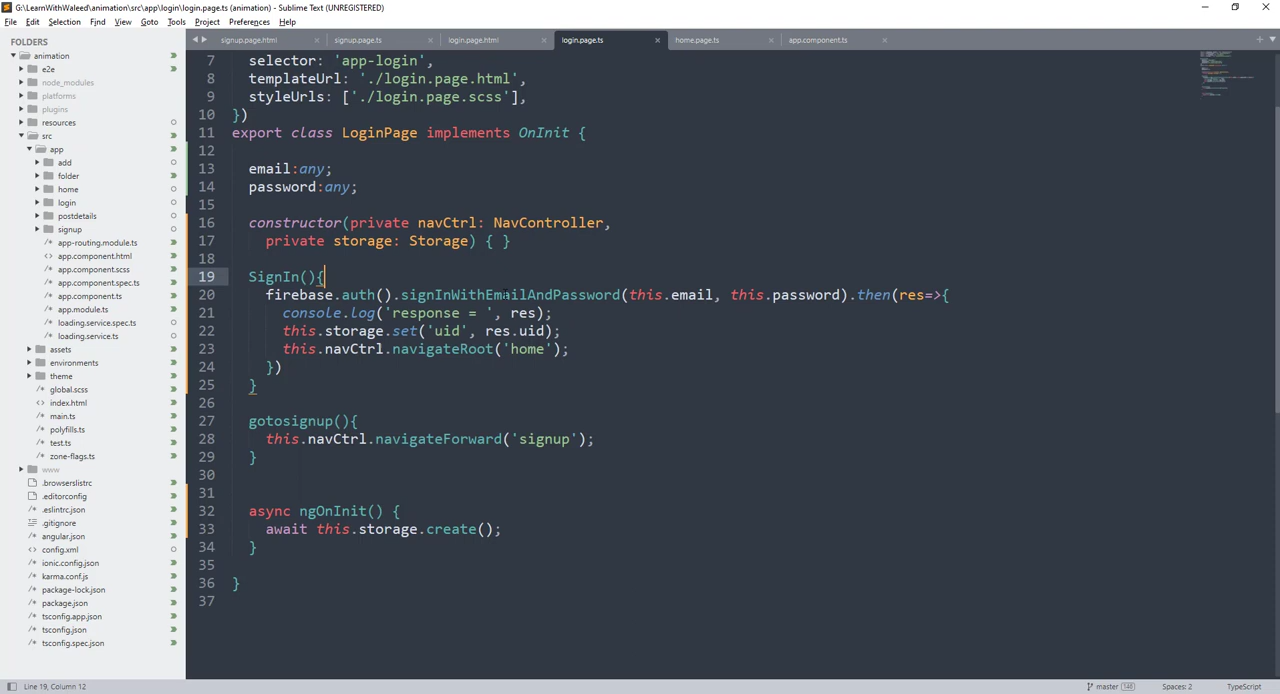 G:\LearnWithWaleed\animation\src\app\login\login.page.ts (animation) - Sublime Text (UNREGISTERED)
File Edit Selection Find View Goto Tools Project Preferences Help
FOLDERS
animation
e2e
node_modules
platforms
plugins
resources
src
app
add
folder
home
login
postdetails
signup
app-routing.module.ts
app.component.html
app.component.scss
app.component.spec.ts
app.component.ts
app.module.ts
loading.service.spec.ts
loading.service.ts
assets
environments
theme
global.scss
index.html
main.ts
polyfills.ts
test.ts
zone-flags.ts
www
.browserslistrc
.editorconfig
.eslintrc.json
.gitignore
angular.json
config.xml
ionic.config.json
karma.conf.js
package-lock.json
package.json
tsconfig.app.json
tsconfig.json
tsconfig.spec.json
signup.page.html signup.page.ts login.page.html login.page.ts home.page.ts app.component.ts
7 selector: 'app-login',
8 templateUrl: './login.page.html',
9 styleUrls: ['./login.page.scss'],
10 })
11 export class LoginPage implements OnInit {
12
13 email:any;
14 password:any;
15
16 constructor(private navCtrl: NavController,
17 private storage: Storage) { }
18
19 SignIn(){
20 firebase.auth().signInWithEmailAndPassword(this.email, this.password).then(res=>{
21 console.log('response = ', res);
22 this.storage.set('uid', res.uid);
23 this.navCtrl.navigateRoot('home');
24 })
25 }
26
27 gotosignup(){
28 this.navCtrl.navigateForward('signup');
29 }
30
31
32 async ngOnInit() {
33 await this.storage.create();
34 }
35
36 }
37
Line 19, Column 12 master 148 Spaces: 2 TypeScript